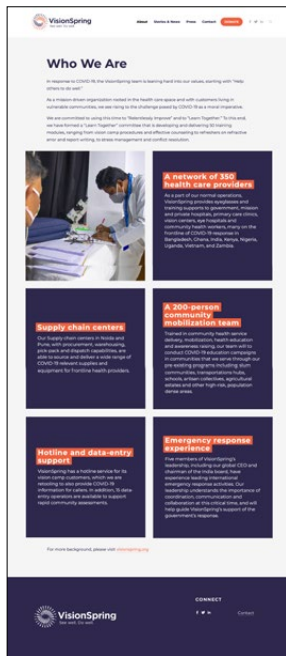 VisionSpring
See well. Do well.
About Stories & News Press Contact DONATE
Who We Are
In response to COVID-19, the VisionSpring team is leaning hard into our values, starting with "Help
others to do well."
As a mission driven organization rooted in the health care space and with customers living in
vulnerable communities, we are rising to the challenge posed by COVID-19 as a moral imperative.
We are committed to using this time to "Relentlessly Improve" and to "Learn Together." To this end,
we have formed a "Learn Together" committee that is developing and delivering 20 training
modules, ranging from vision camp procedures and effective counseling to refreshers on refractive
error and report writing, to stress management and conflict resolution.
A network of 350
health care providers
As a part of our normal operations,
VisionSpring provides eyeglasses and
training supports to government, mission
and private hospitals, primary care clinics,
vision centers, eye hospitals and
community health workers, many on the
frontline of COVID-19 response in
Bangladesh, Ghana, India, Kenya, Nigeria,
Uganda, Vietnam, and Zambia.
Supply chain centers
Our Supply chain centers in Noida and
Pune, with procurement, warehousing,
pick pack and dispatch capabilities, are
able to source and deliver a wide range of
COVID-19 relevant supplies and
equipment for frontline health providers.
A 200-person
community
mobilization team
Trained in community health service
delivery, mobilization, health education
and awareness raising, our team will to
conduct COVID-19 education campaigns
in communities that we serve through our
pre existing programs including: slum
communities, transportations hubs,
schools, artisan collectives, agricultural
estates and other high risk, population
dense areas.
Hotline and data-entry
support
VisionSpring has a hotline service for its
vision camp customers, which we are
retooling to also provide COVID-19
information for callers. In addition, 15 data
entry operators are available to support
rapid community assessments.
Emergency response
experience
Five members of VisionSpring's
leadership, including our global CEO and
chairman of the India board, have
experience leading international
emergency response activities. Our
leadership understands the importance of
coordination, communication and
collaboration at this critical time, and will
help guide VisionSpring's support of the
government's response.
For more background, please visit visionspring.org
VisionSpring
See well. Do well.
CONNECT
Contact